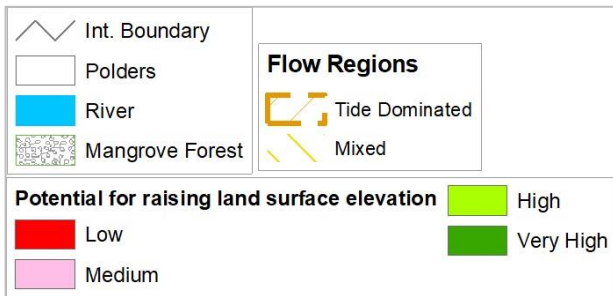 Int. Boundary
Polders
River
Mangrove Forest
Flow Regions
Tide Dominated
Mixed
Potential for raising land surface elevation
Low
Medium
High
Very High